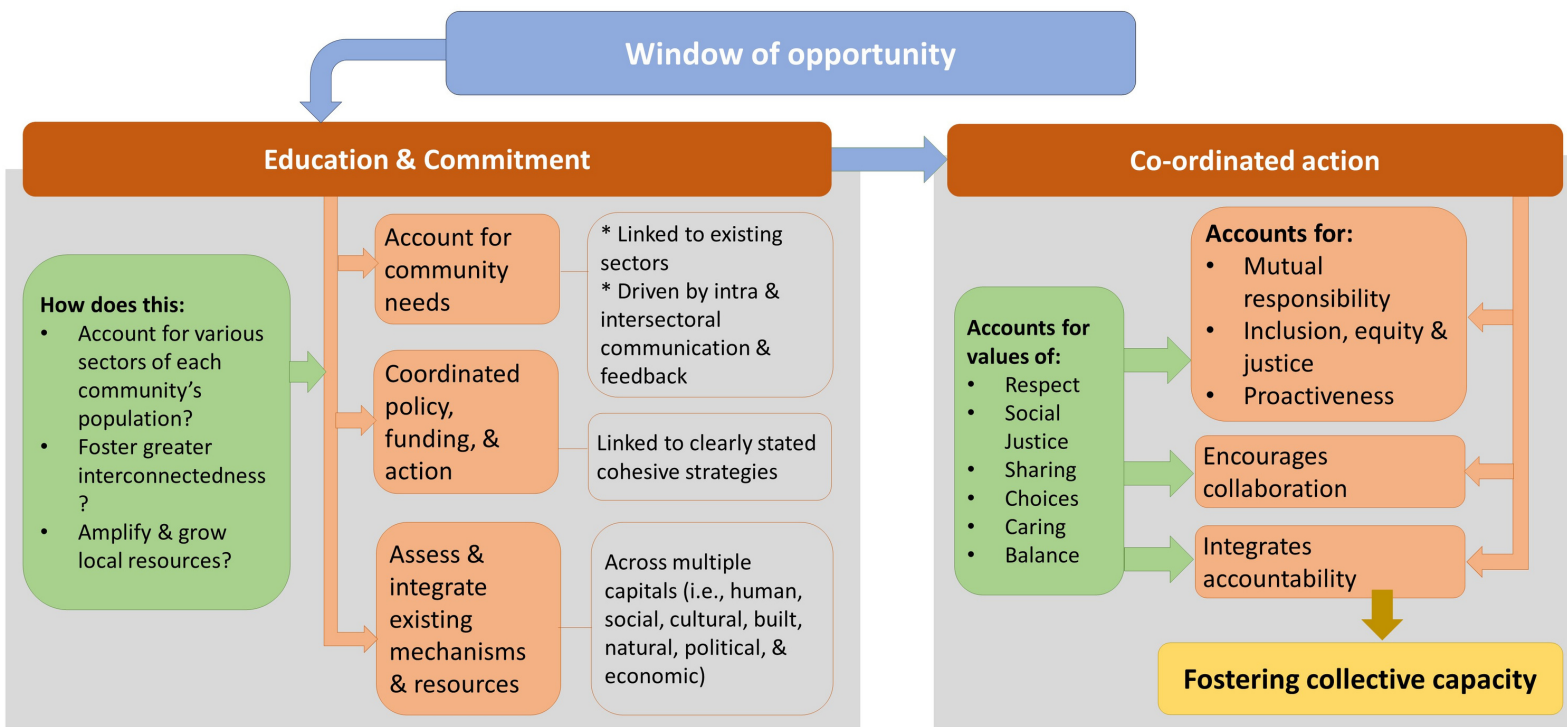 Window of opportunity
Education & Commitment
How does this:
• Account for various
sectors of each
community's
population?
• Foster greater
interconnectedness
?
• Amplify & grow
local resources?
Account for
community
needs
* Linked to existing
sectors
* Driven by intra &
intersectoral
communication &
feedback
Coordinated
policy,
funding, &
action
Linked to clearly stated
cohesive strategies
Assess &
integrate
existing
mechanisms
& resources
Across multiple
capitals (i.e., human,
social, cultural, built,
natural, political, &
economic)
Co-ordinated action
Accounts for
values of:
• Respect
• Social
Justice
• Sharing
• Choices
• Caring
• Balance
Accounts for:
• Mutual
responsibility
• Inclusion, equity &
justice
• Proactiveness
Encourages
collaboration
Integrates
accountability
Fostering collective capacity